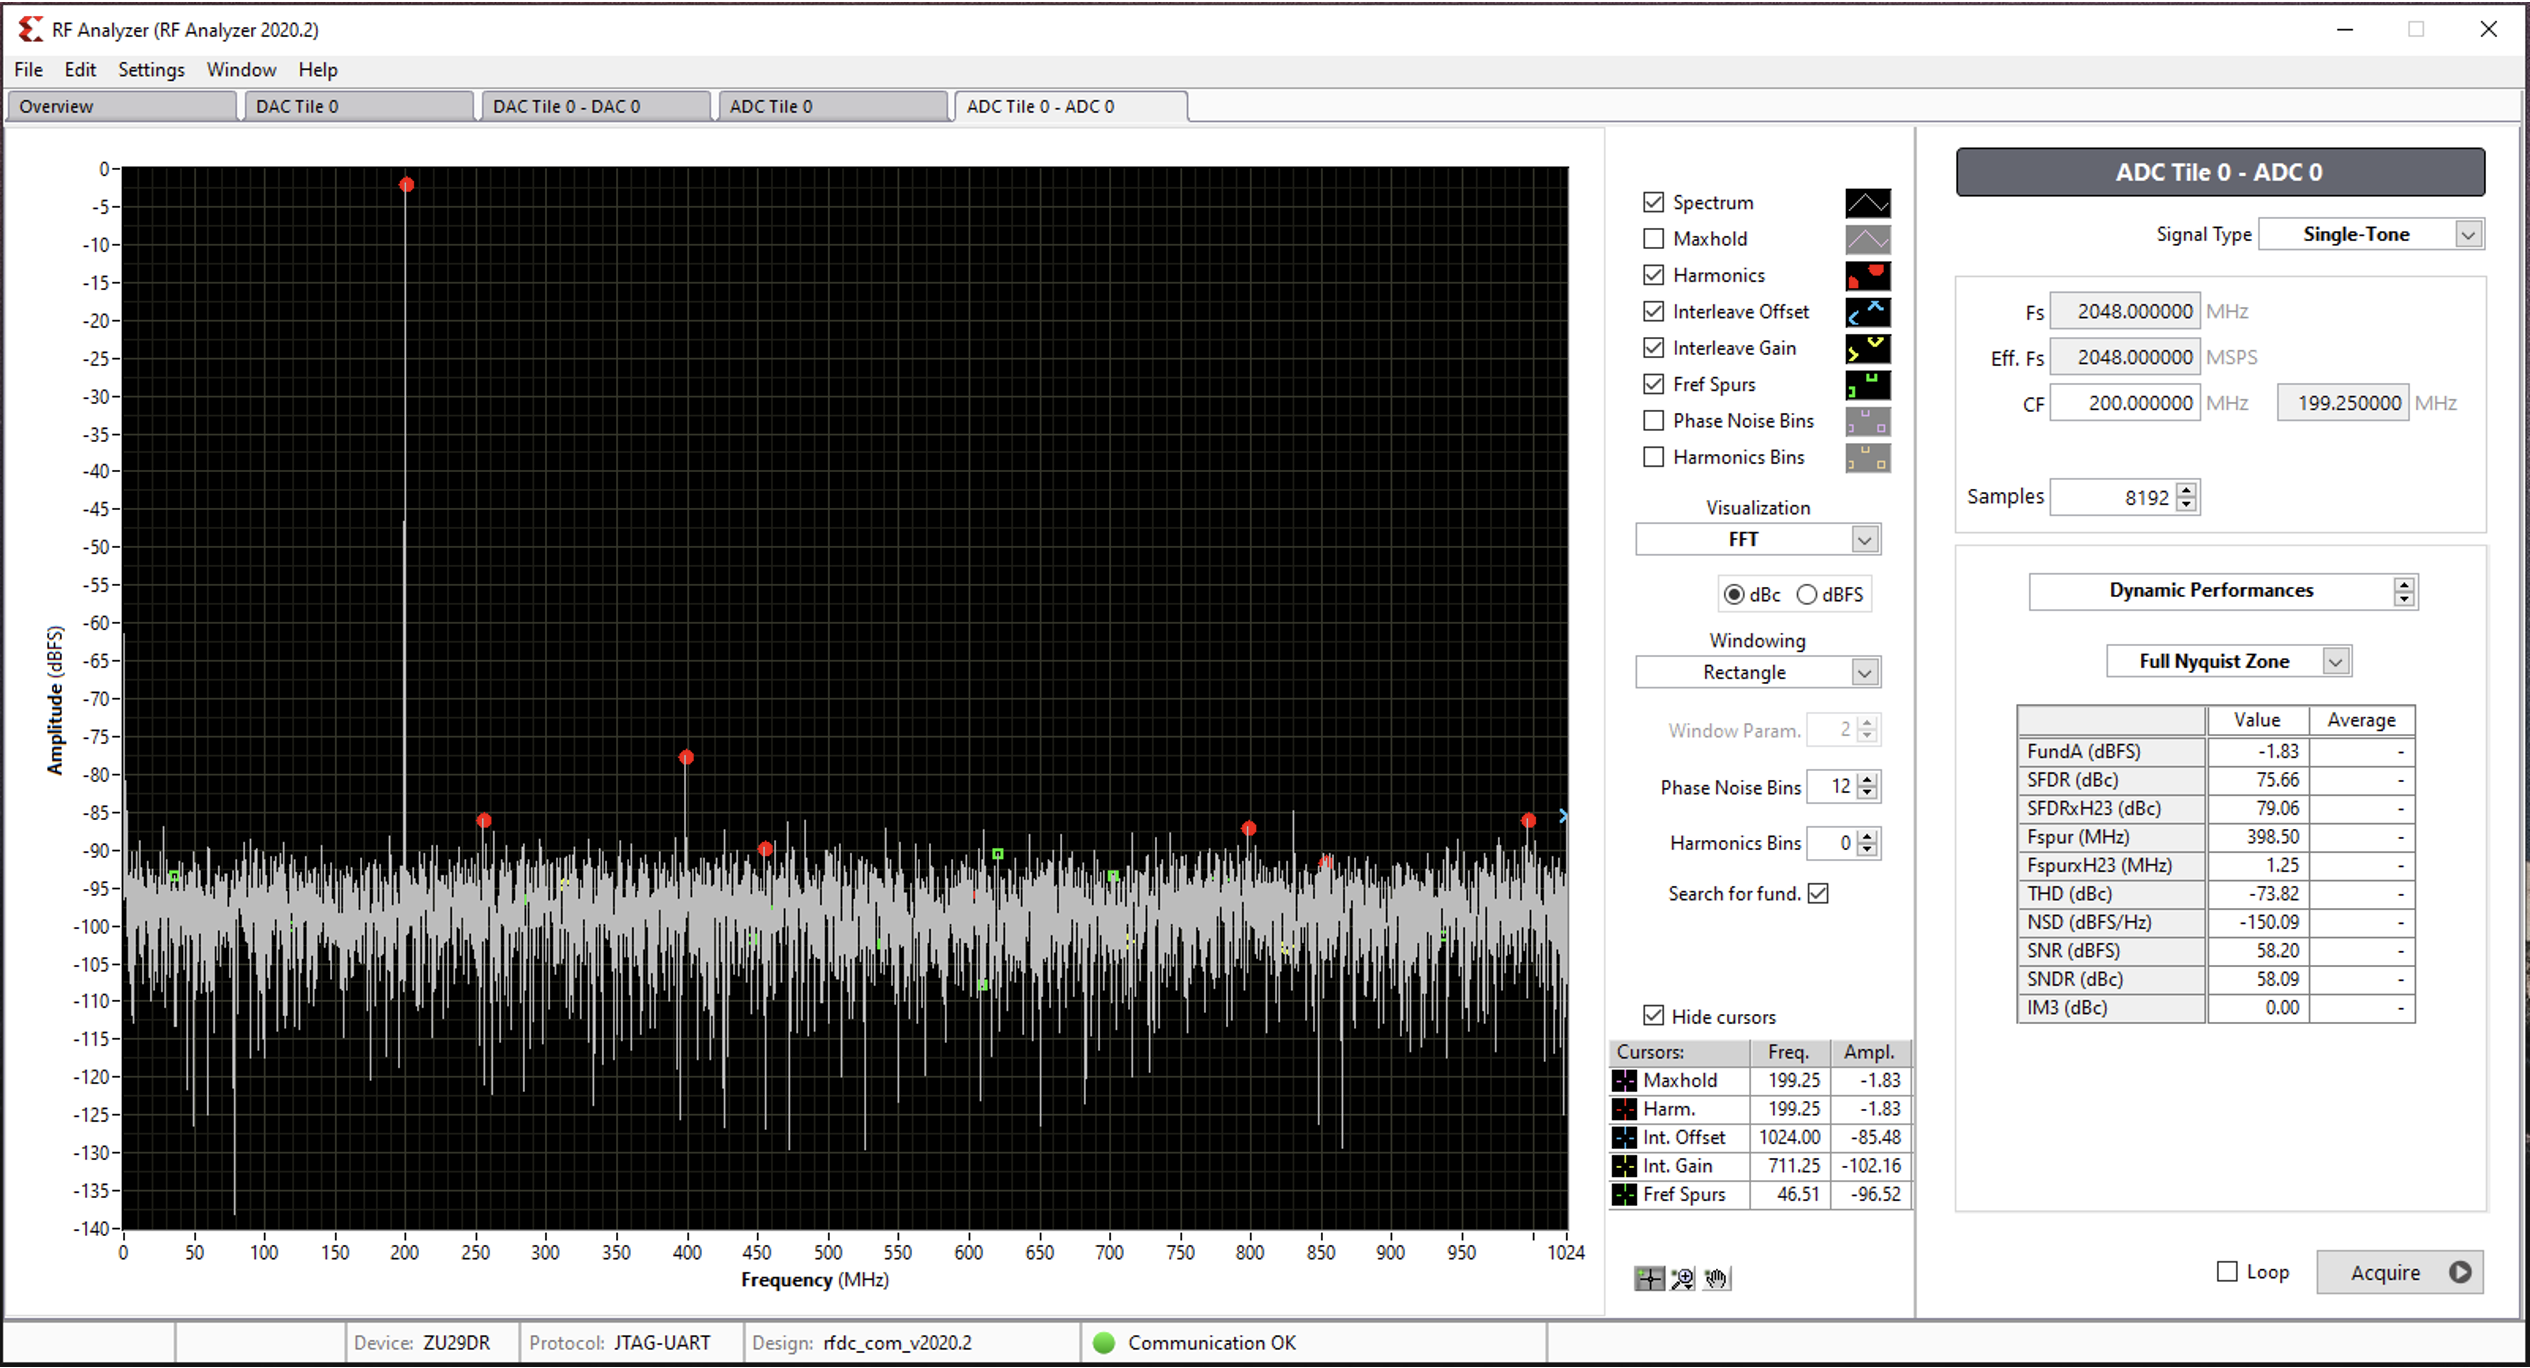 RF Analyzer (RF Analyzer 2020.2)
File Edit Settings Window Help
Overview DAC Tile 0 DAC Tile 0 - DAC 0 ADC Tile 0 ADC Tile 0 - ADC 0
0
-5
-10
-15
-20
-25
-30
-35
-40
-45
-50
-55
-60
-65
-70
-75
-80
-85
-90
-95
-100
-105
-110
-115
-120
-125
-130
-135
-140
Amplitude (dBFS)
0 50 100 150 200 250 300 350 400 450 500 550 600 650 700 750 800 850 900 950 1024
Frequency (MHz)
Spectrum
Maxhold
Harmonics
Interleave Offset
Interleave Gain
Fref Spurs
Phase Noise Bins
Harmonics Bins
Visualization
FFT
dBc dBFS
Windowing
Rectangle
Window Param. 2
Phase Noise Bins 12
Harmonics Bins 0
Search for fund.
Hide cursors
Cursors: Freq. Ampl.
Maxhold 199.25 -1.83
Harm. 199.25 -1.83
Int. Offset 1024.00 -85.48
Int. Gain 711.25 -102.16
Fref Spurs 46.51 -96.52
ADC Tile 0 - ADC 0
Signal Type Single-Tone
Fs 2048.000000 MHz
Eff. Fs 2048.000000 MSPS
CF 200.000000 MHz 199.250000 MHz
Samples 8192
Dynamic Performances
Full Nyquist Zone
Value Average
FundA (dBFS) -1.83 -
SFDR (dBc) 75.66 -
SFDRxH23 (dBc) 79.06 -
Fspur (MHz) 398.50 -
FspurxH23 (MHz) 1.25 -
THD (dBc) -73.82 -
NSD (dBFS/Hz) -150.09 -
SNR (dBFS) 58.20 -
SNDR (dBc) 58.09 -
IM3 (dBc) 0.00 -
Loop Acquire
Device: ZU29DR Protocol: JTAG-UART Design: rfdc_com_v2020.2 Communication OK